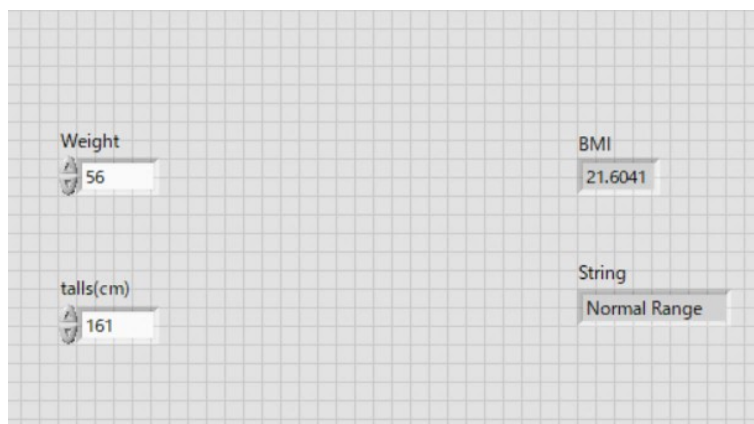 Weight
56
talls(cm)
161
BMI
21.6041
String
Normal Range